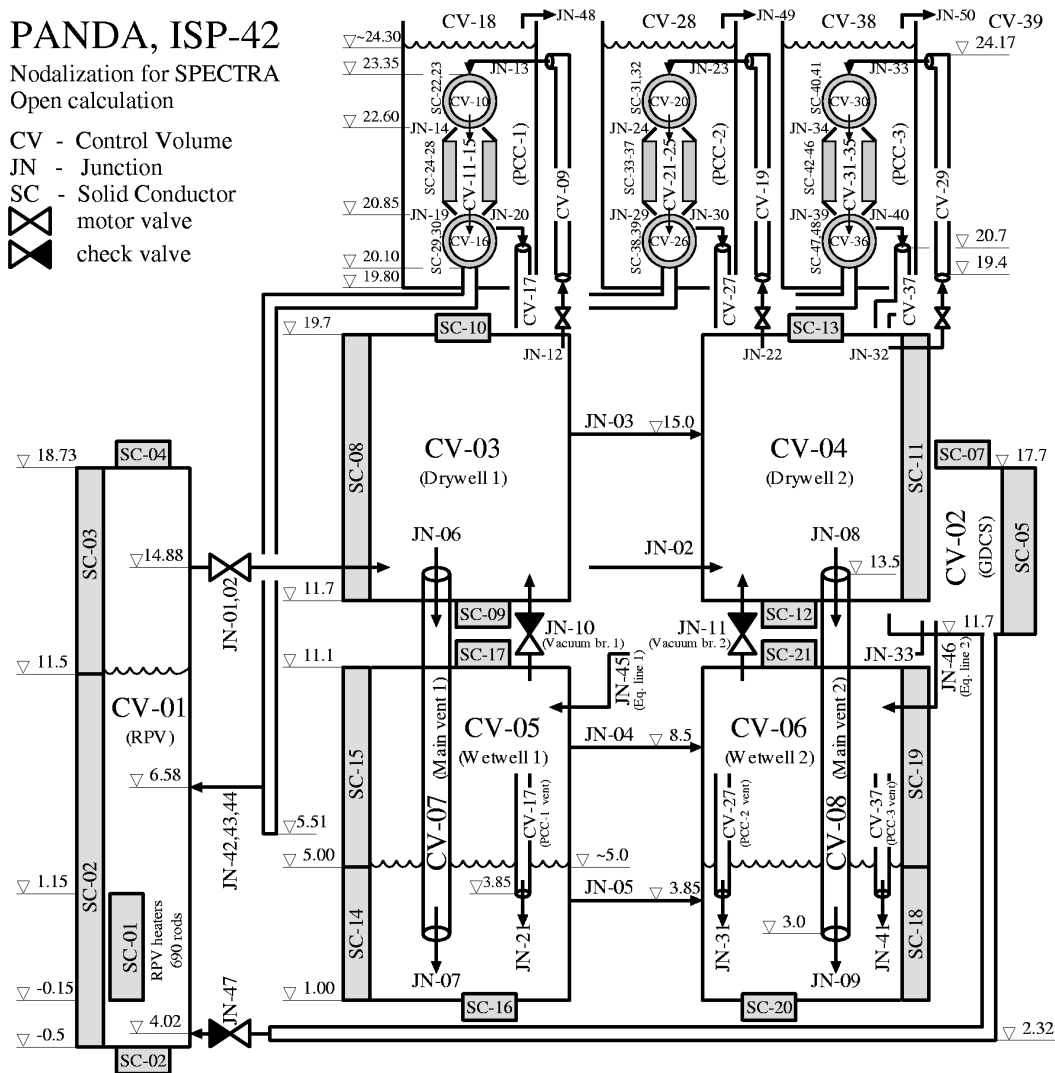 PANDA, ISP-42
Nodalization for SPECTRA
Open calculation
CV - Control Volume
JN - Junction
SC - Solid Conductor
motor valve
check valve
CV-18
JN-48
CV-28
JN-49
CV-38
JN-50
CV-39
~24.30
23.35
22.60
20.85
20.10
19.80
24.17
20.7
19.4
JN-13
SC-22,23
CV-10
JN-14
SC-24-28
CV-11-15
(PCC-1)
CV-09
JN-19
JN-20
SC-29,30
CV-16
CV-17
JN-12
JN-23
SC-31,32
CV-20
JN-24
SC-33-37
CV-21-25
(PCC-2)
CV-19
JN-29
JN-30
SC-38,39
CV-26
CV-27
JN-22
JN-33
SC-40,41
CV-30
JN-34
SC-42-46
CV-31-35
(PCC-3)
CV-29
JN-39
JN-40
SC-47,48
CV-36
CV-37
JN-32
19.7
SC-10
SC-13
SC-08
CV-03
(Drywell 1)
JN-03
15.0
CV-04
(Drywell 2)
SC-11
SC-07
17.7
CV-02
(GDCS)
SC-05
18.73
SC-04
SC-03
14.88
JN-01,02
JN-06
JN-02
JN-08
13.5
11.7
SC-09
SC-12
JN-10
(Vacuum br. 1)
JN-11
(Vacuum br. 2)
11.7
JN-33
JN-46
(Eq. line 2)
11.5
11.1
SC-17
JN-45
(Eq. line 1)
SC-21
CV-01
(RPV)
CV-05
(Wetwell 1)
JN-04
8.5
CV-06
(Wetwell 2)
(Main vent 1)
CV-07
(Main vent 2)
CV-08
SC-15
SC-19
6.58
JN-42,43,44
5.51
5.00
~5.0
CV-17
(PCC-1 vent)
CV-27
(PCC-2 vent)
CV-37
(PCC-3 vent)
SC-02
1.15
SC-01
RPV heaters
690 rods
SC-14
3.85
JN-05
3.85
SC-18
JN-21
JN-31
3.0
JN-41
JN-07
JN-09
-0.15
1.00
SC-16
SC-20
JN-47
4.02
-0.5
2.32
SC-02